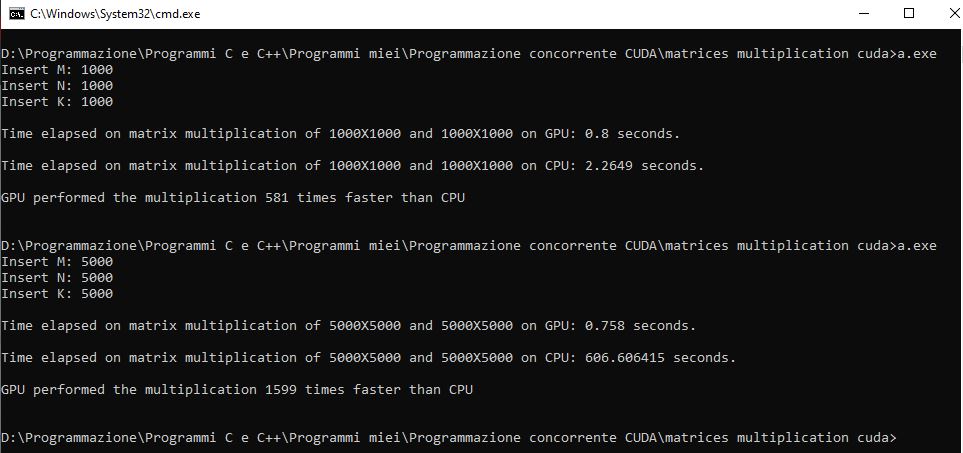 C:\Windows\System32\cmd.exe
D:\Programmazione\Programmi C e C++\Programmi miei\Programmazione concorrente CUDA\matrices multiplication cuda>a.exe
Insert M: 1000
Insert N: 1000
Insert K: 1000
Time elapsed on matrix multiplication of 1000X1000 and 1000X1000 on GPU: 0.8 seconds.
Time elapsed on matrix multiplication of 1000X1000 and 1000X1000 on CPU: 2.2649 seconds.
GPU performed the multiplication 581 times faster than CPU
D:\Programmazione\Programmi C e C++\Programmi miei\Programmazione concorrente CUDA\matrices multiplication cuda>a.exe
Insert M: 5000
Insert N: 5000
Insert K: 5000
Time elapsed on matrix multiplication of 5000X5000 and 5000X5000 on GPU: 0.758 seconds.
Time elapsed on matrix multiplication of 5000X5000 and 5000X5000 on CPU: 606.606415 seconds.
GPU performed the multiplication 1599 times faster than CPU
D:\Programmazione\Programmi C e C++\Programmi miei\Programmazione concorrente CUDA\matrices multiplication cuda>